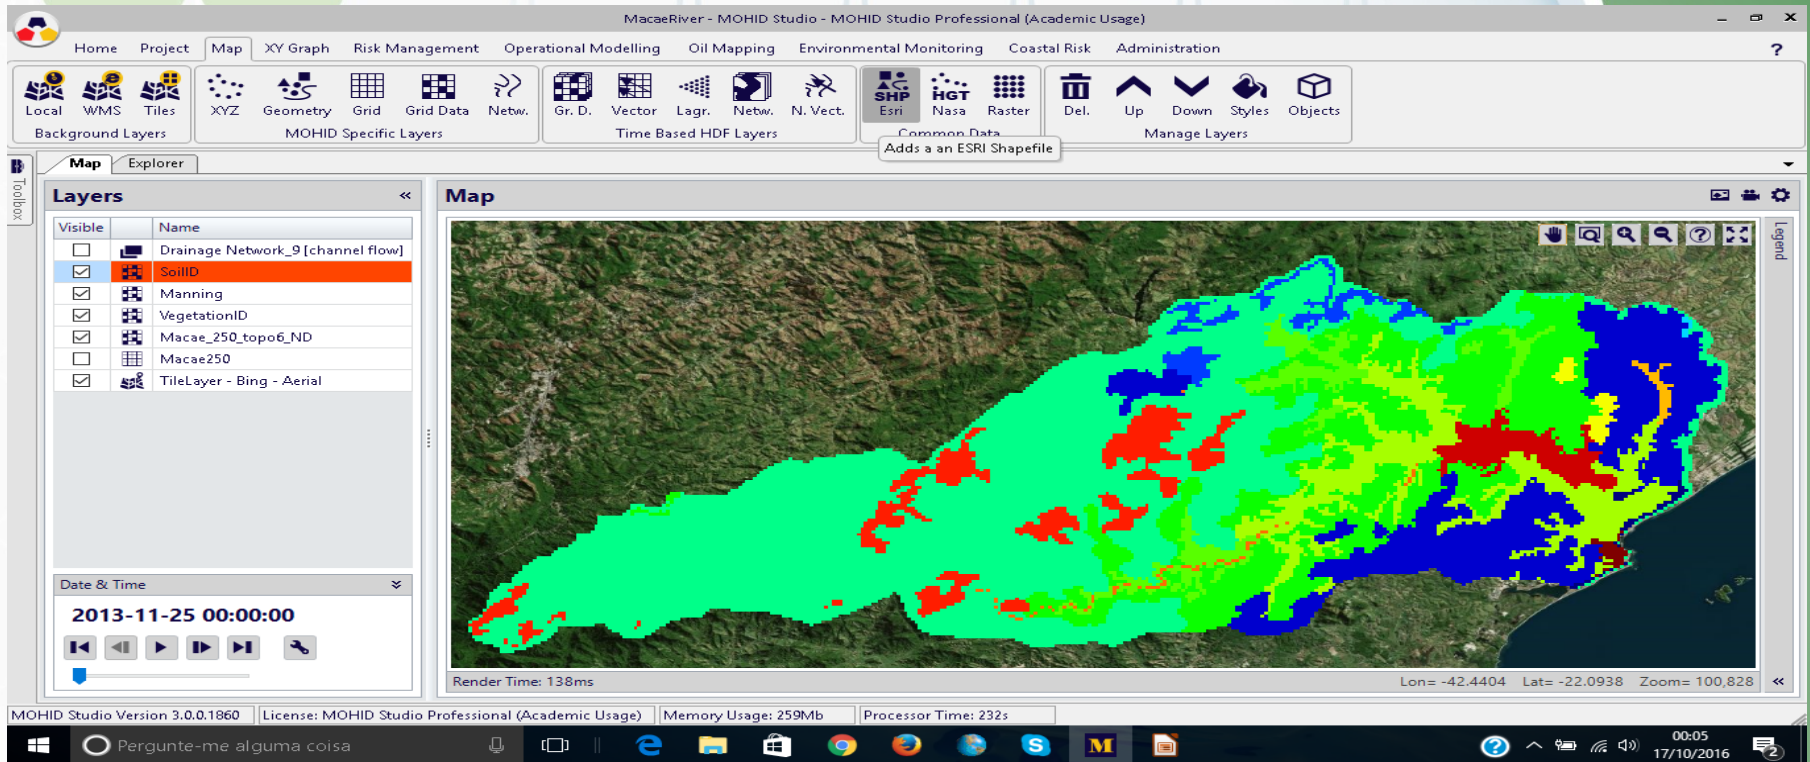 MacaeRiver - MOHID Studio - MOHID Studio Professional (Academic Usage)
Home Project Map XY Graph Risk Management Operational Modelling Oil Mapping Environmental Monitoring Coastal Risk Administration ?
SHP HGT
Local WMS Tiles XYZ Geometry Grid Grid Data Netw. Gr. D. Vector Lagr. Netw. N. Vect. Esri Nasa Raster Del. Up Down Styles Objects
Background Layers MOHID Specific Layers Time Based HDF Layers Common Data Manage Layers
Adds a an ESRI Shapefile
Toolbox
Map Explorer
Layers «
Map
Visible Name
Drainage Network_9 [channel flow]
SoilID
Manning
VegetationID
Macae_250_topo6_ND
Macae250
TileLayer - Bing - Aerial
Legend
Date & Time
2013-11-25 00:00:00
Render Time: 138ms
Lon= -42.4404 Lat= -22.0938 Zoom= 100,828 «
MOHID Studio Version 3.0.0.1860 License: MOHID Studio Professional (Academic Usage) Memory Usage: 259Mb Processor Time: 232s
Pergunte-me alguma coisa
00:05
17/10/2016
2